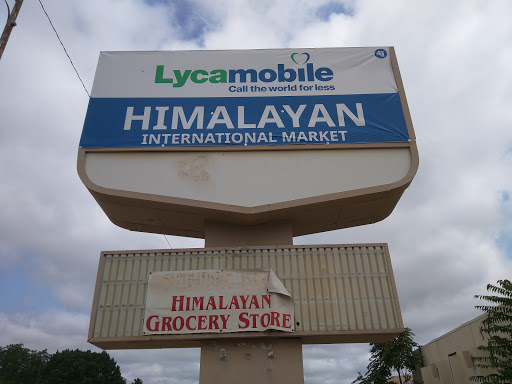 Lycamobile
Call the world for less
HIMALAYAN
INTERNATIONAL MARKET
HIMALAYAN
GROCERY STORE